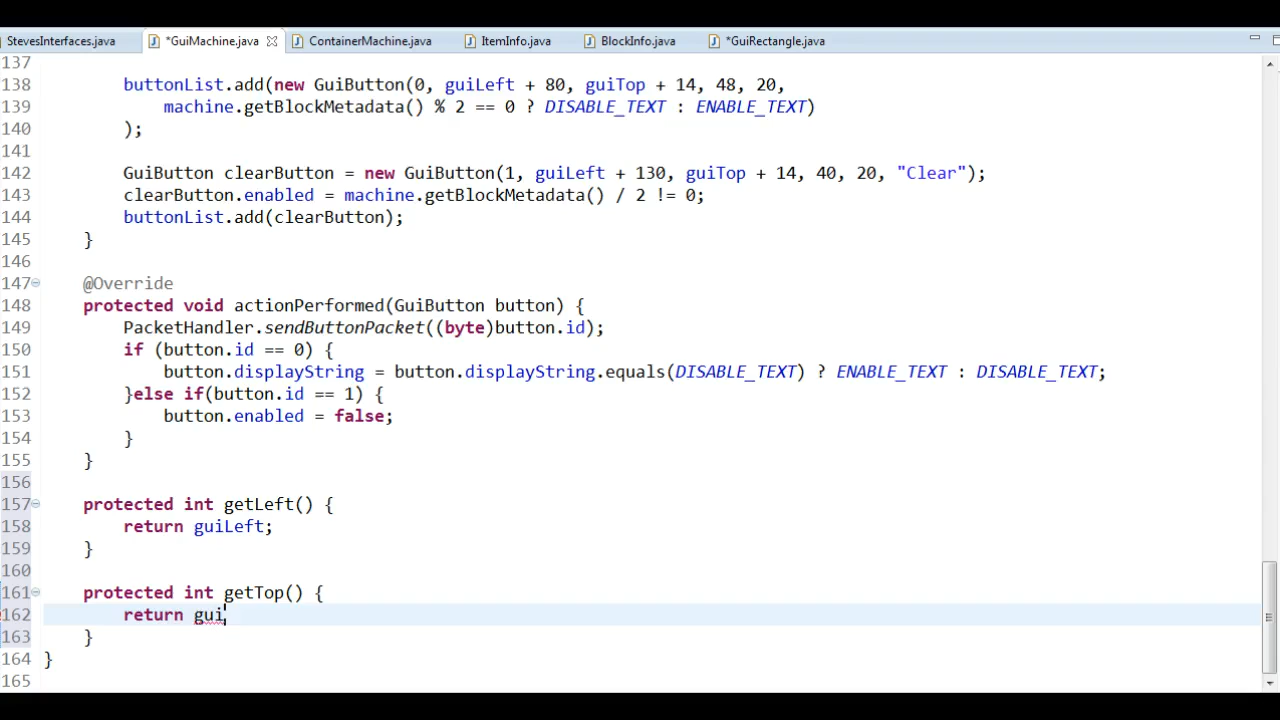 StevesInterfaces.java *GuiMachine.java ContainerMachine.java ItemInfo.java BlockInfo.java *GuiRectangle.java
137
138 buttonList.add(new GuiButton(0, guiLeft + 80, guiTop + 14, 48, 20,
139 machine.getBlockMetadata() % 2 == 0 ? DISABLE_TEXT : ENABLE_TEXT)
140 );
141
142 GuiButton clearButton = new GuiButton(1, guiLeft + 130, guiTop + 14, 40, 20, "Clear");
143 clearButton.enabled = machine.getBlockMetadata() / 2 != 0;
144 buttonList.add(clearButton);
145 }
146
147 @Override
148 protected void actionPerformed(GuiButton button) {
149 PacketHandler.sendButtonPacket((byte)button.id);
150 if (button.id == 0) {
151 button.displayString = button.displayString.equals(DISABLE_TEXT) ? ENABLE_TEXT : DISABLE_TEXT;
152 }else if(button.id == 1) {
153 button.enabled = false;
154 }
155 }
156
157 protected int getLeft() {
158 return guiLeft;
159 }
160
161 protected int getTop() {
162 return gui
163 }
164 }
165